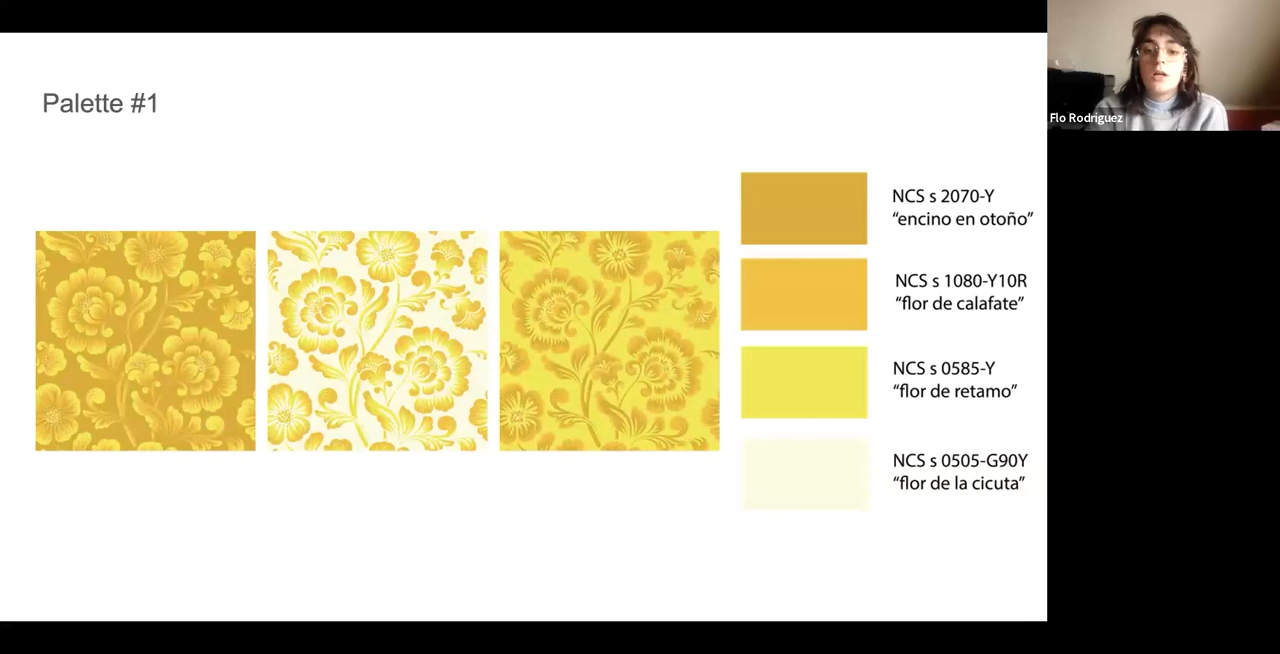 Palette #1
NCS s 2070-Y
“encino en otoño”
NCS s 1080-Y10R
“flor de calafate”
NCS s 0585-Y
“flor de retamo”
NCS s 0505-G90Y
“flor de la cicuta”
Flo Rodriguez